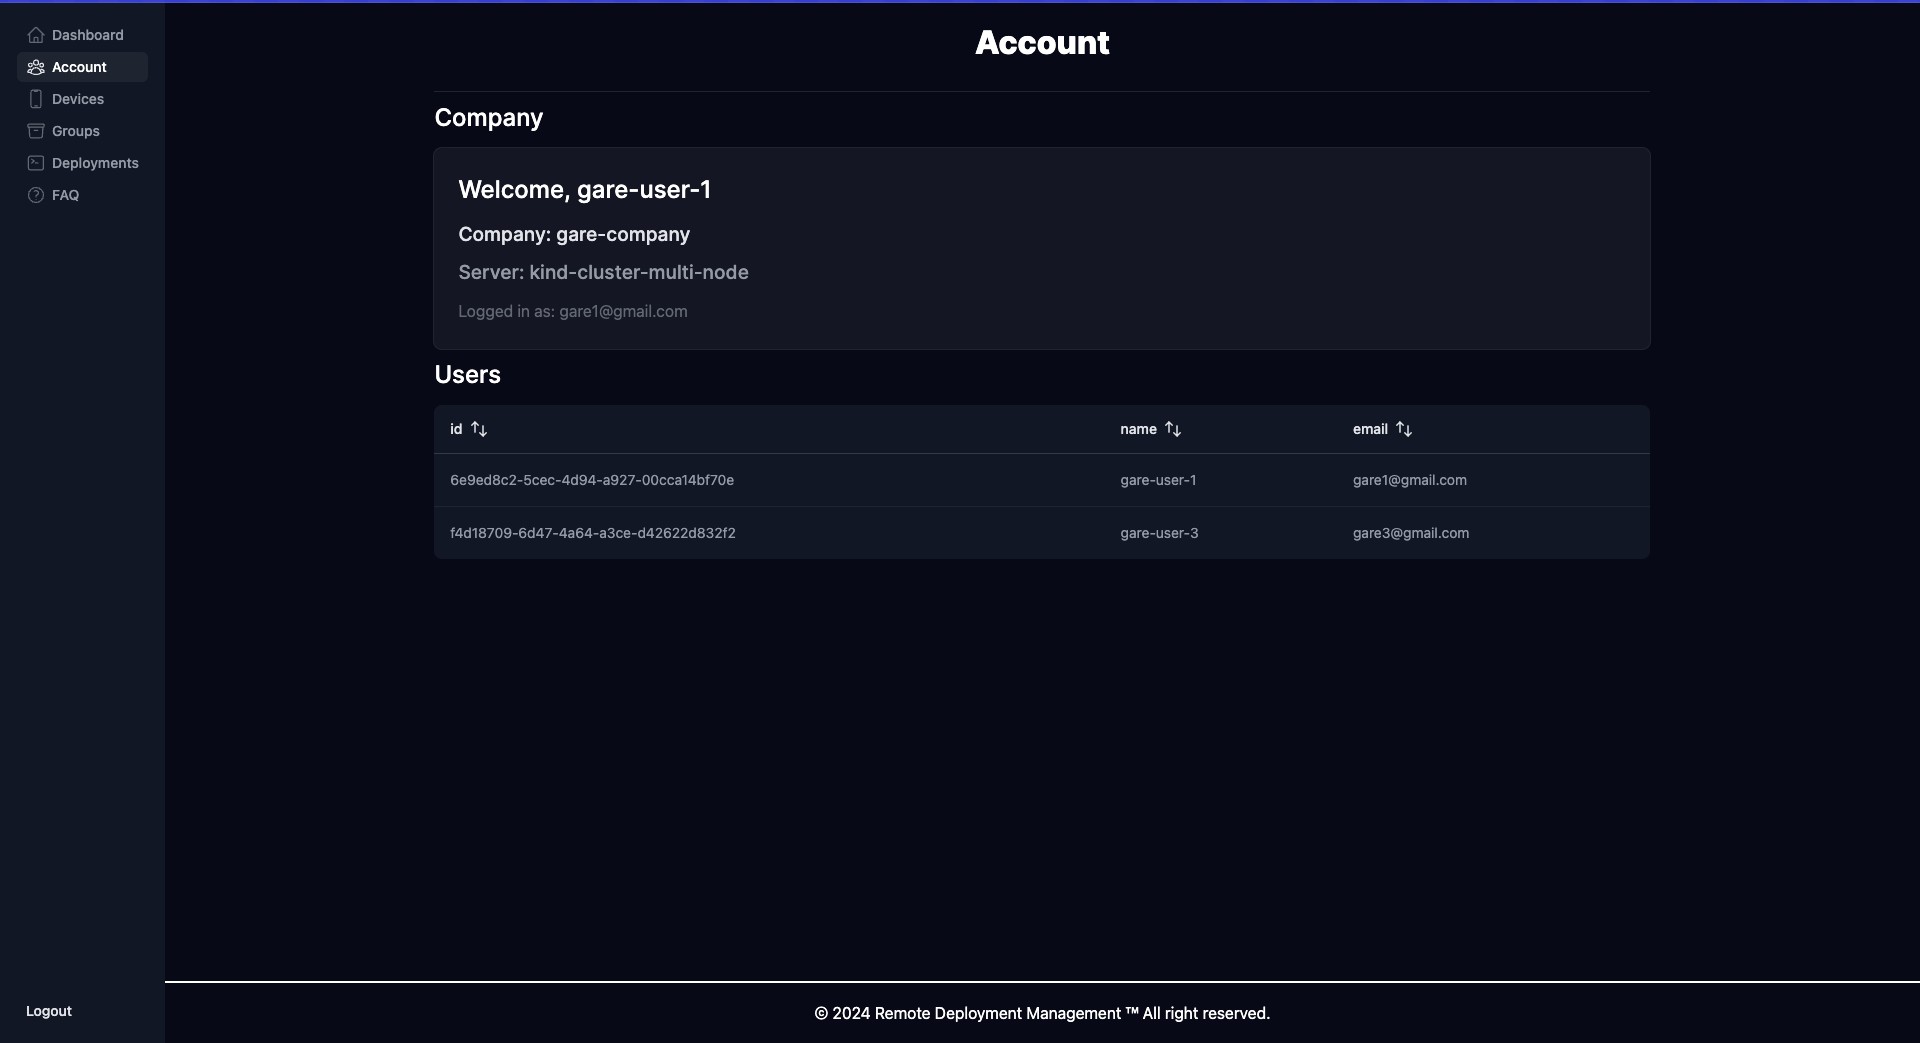 Dashboard
Account
Devices
Groups
Deployments
FAQ
Logout
Account
Company
Welcome, gare-user-1
Company: gare-company
Server: kind-cluster-multi-node
Logged in as: gare1@gmail.com
Users
id name email
6e9ed8c2-5cec-4d94-a927-00cca14bf70e gare-user-1 gare1@gmail.com
f4d18709-6d47-4a64-a3ce-d42622d832f2 gare-user-3 gare3@gmail.com
© 2024 Remote Deployment Management ™ All right reserved.